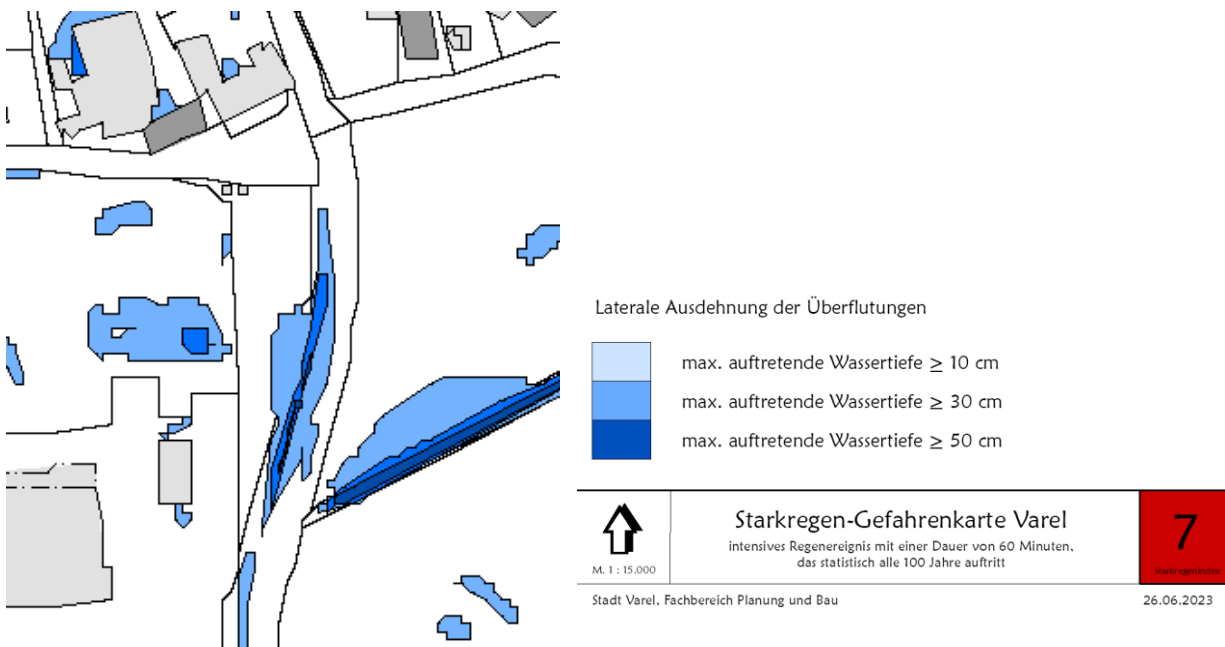 Laterale Ausdehnung der Überflutungen
max. auftretende Wassertiefe ≥ 10 cm
max. auftretende Wassertiefe ≥ 30 cm
max. auftretende Wassertiefe ≥ 50 cm
M. 1 : 15.000
Starkregen-Gefahrenkarte Varel
intensives Regenereignis mit einer Dauer von 60 Minuten,
das statistisch alle 100 Jahre auftritt
7
Starkregenindex
Stadt Varel, Fachbereich Planung und Bau
26.06.2023